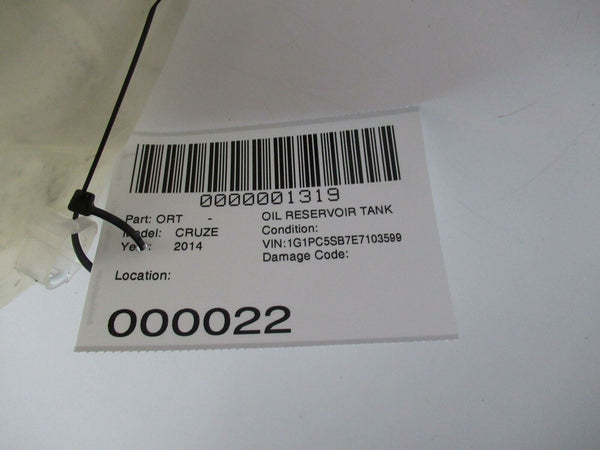 0000001319
Part: ORT - OIL RESERVOIR TANK
Model: CRUZE Condition:
Year: 2014 VIN:1G1PC5SB7E7103599
Damage Code:
Location:
000022